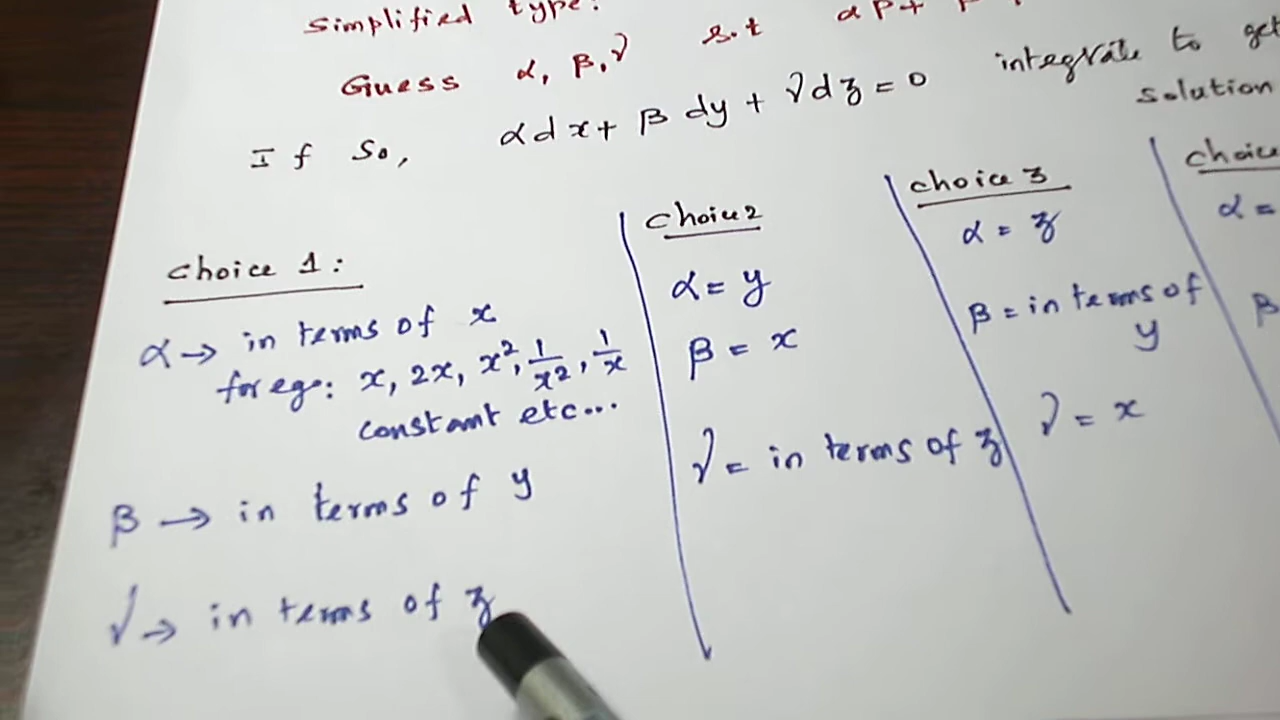 Simplified type:
Guess α, β, γ s.t αP+
If So, αdx + β dy + γdz = 0 integrate to get
solution
Choice 1:
α → in terms of x
for eg: x, 2x, x², 1/x², 1/x
constant etc...
β → in terms of y
γ → in terms of z
Choice 2
α = y
β = x
γ = in terms of z
Choice 3
α = z
β = in terms of
y
γ = x
Choice
α =
β